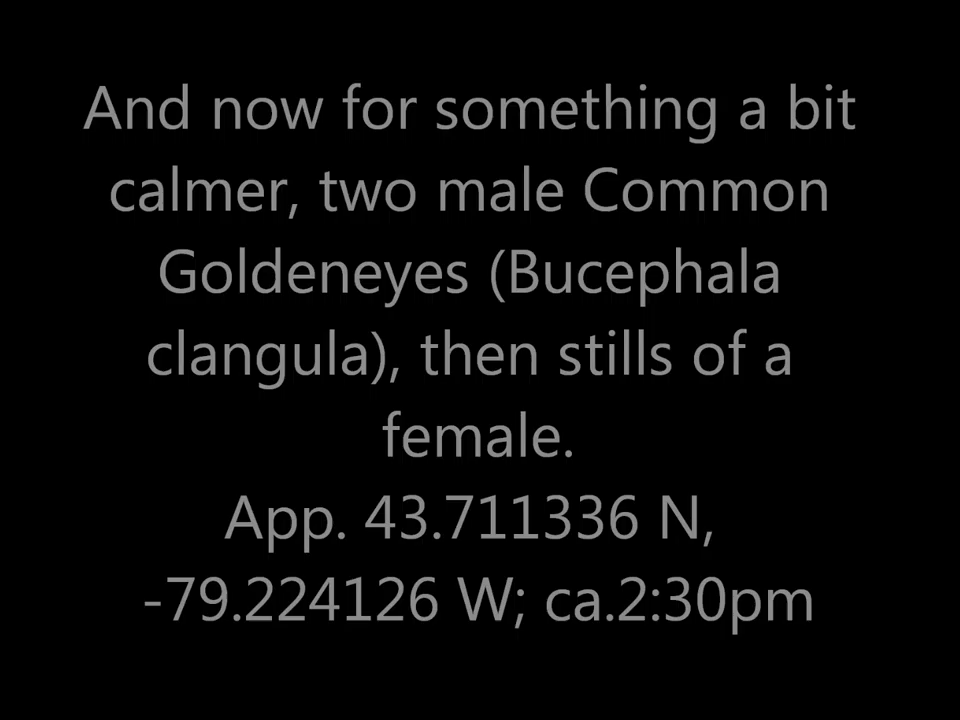 And now for something a bit
calmer, two male Common
Goldeneyes (Bucephala
clangula), then stills of a
female.
App. 43.711336 N,
-79.224126 W; ca.2:30pm